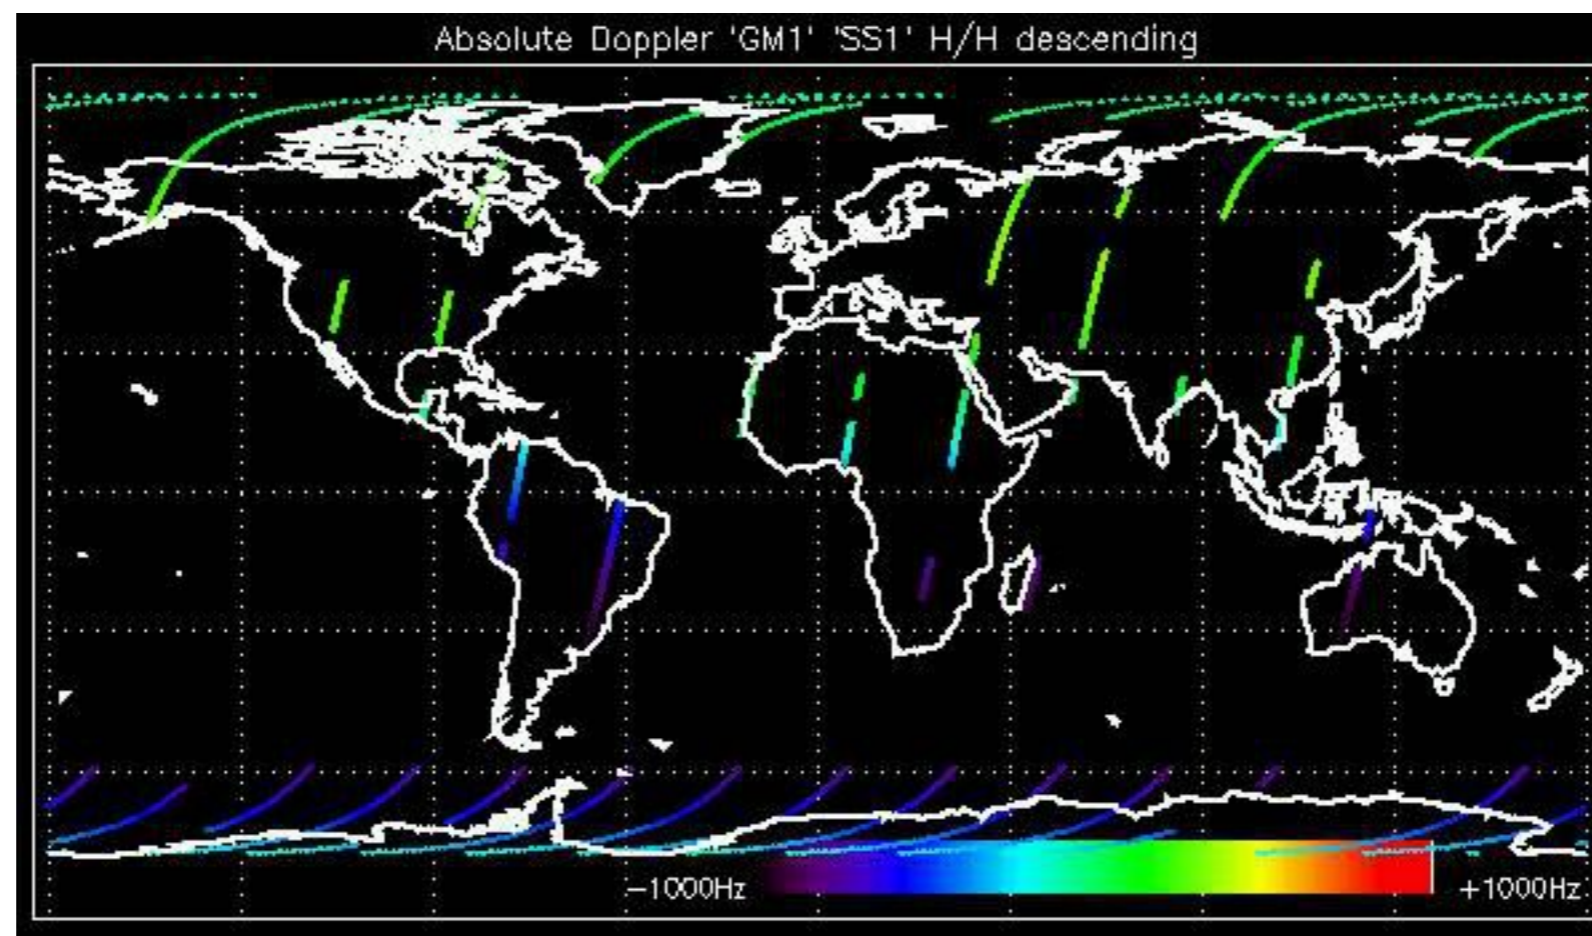 Absolute Doppler 'GM1' 'SS1' H/H descending
−1000Hz
+1000Hz